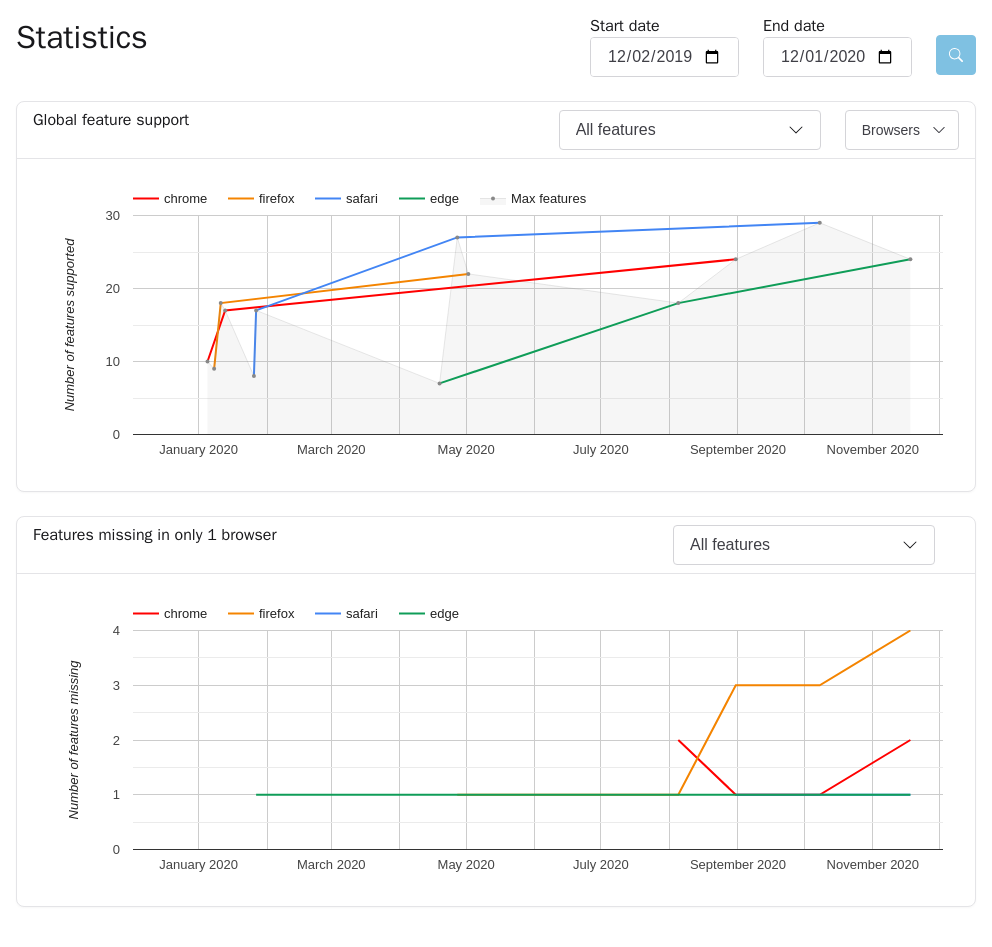 Statistics
Start date
End date
12/02/2019
12/01/2020
Global feature support
All features
Browsers
chrome
firefox
safari
edge
Max features
Number of features supported
30
20
10
0
January 2020
March 2020
May 2020
July 2020
September 2020
November 2020
Features missing in only 1 browser
All features
chrome
firefox
safari
edge
Number of features missing
4
3
2
1
0
January 2020
March 2020
May 2020
July 2020
September 2020
November 2020